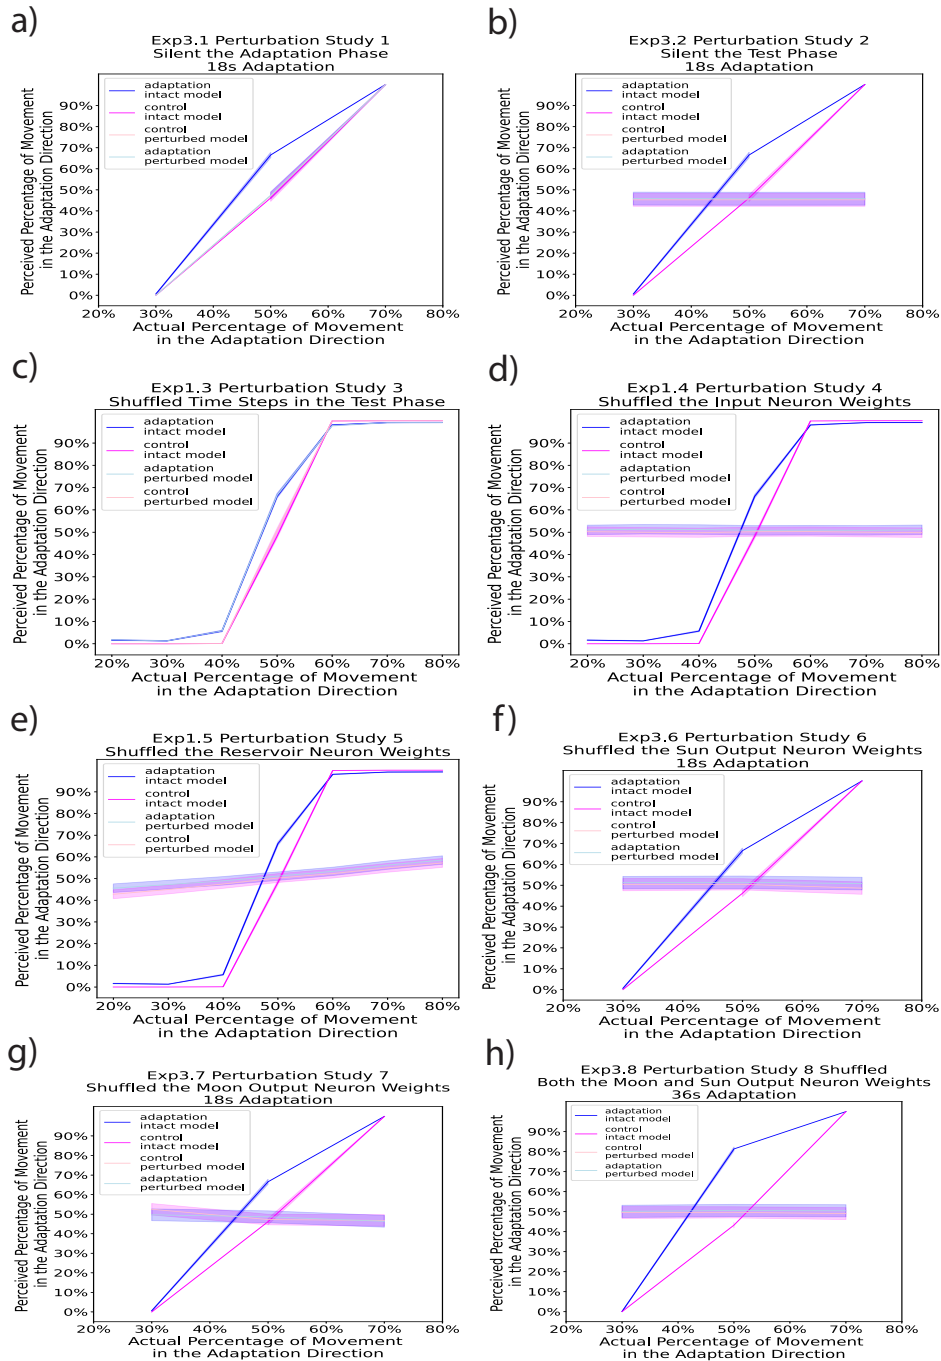 a)
Exp3.1 Perturbation Study 1
Silent the Adaptation Phase
18s Adaptation
adaptation
intact model
control
intact model
control
perturbed model
adaptation
perturbed model
90%
80%
70%
60%
50%
40%
30%
20%
10%
0%
20%
30%
40%
50%
60%
70%
80%
Perceived Percentage of Movement
in the Adaptation Direction
Actual Percentage of Movement
in the Adaptation Direction
b)
Exp3.2 Perturbation Study 2
Silent the Test Phase
18s Adaptation
adaptation
intact model
control
intact model
control
perturbed model
adaptation
perturbed model
90%
80%
70%
60%
50%
40%
30%
20%
10%
0%
20%
30%
40%
50%
60%
70%
80%
Perceived Percentage of Movement
in the Adaptation Direction
Actual Percentage of Movement
in the Adaptation Direction
c)
Exp1.3 Perturbation Study 3
Shuffled Time Steps in the Test Phase
adaptation
intact model
control
intact model
adaptation
perturbed model
control
perturbed model
90%
80%
70%
60%
50%
40%
30%
20%
10%
0%
20%
30%
40%
50%
60%
70%
80%
Perceived Percentage of Movement
in the Adaptation Direction
Actual Percentage of Movement
in the Adaptation Direction
d)
Exp1.4 Perturbation Study 4
Shuffled the Input Neuron Weights
adaptation
intact model
control
intact model
adaptation
perturbed model
control
perturbed model
90%
80%
70%
60%
50%
40%
30%
20%
10%
0%
20%
30%
40%
50%
60%
70%
80%
Perceived Percentage of Movement
in the Adaptation Direction
Actual Percentage of Movement
in the Adaptation Direction
e)
Exp1.5 Perturbation Study 5
Shuffled the Reservoir Neuron Weights
adaptation
intact model
control
intact model
adaptation
perturbed model
control
perturbed model
90%
80%
70%
60%
50%
40%
30%
20%
10%
0%
20%
30%
40%
50%
60%
70%
80%
Perceived Percentage of Movement
in the Adaptation Direction
Actual Percentage of Movement
in the Adaptation Direction
f)
Exp3.6 Perturbation Study 6
Shuffled the Sun Output Neuron Weights
18s Adaptation
adaptation
intact model
control
intact model
control
perturbed model
adaptation
perturbed model
90%
80%
70%
60%
50%
40%
30%
20%
10%
0%
20%
30%
40%
50%
60%
70%
80%
Perceived Percentage of Movement
in the Adaptation Direction
Actual Percentage of Movement
in the Adaptation Direction
g)
Exp3.7 Perturbation Study 7
Shuffled the Moon Output Neuron Weights
18s Adaptation
adaptation
intact model
control
intact model
control
perturbed model
adaptation
perturbed model
90%
80%
70%
60%
50%
40%
30%
20%
10%
0%
20%
30%
40%
50%
60%
70%
80%
Perceived Percentage of Movement
in the Adaptation Direction
Actual Percentage of Movement
in the Adaptation Direction
h)
Exp3.8 Perturbation Study 8 Shuffled
Both the Moon and Sun Output Neuron Weights
36s Adaptation
adaptation
intact model
control
intact model
control
perturbed model
adaptation
perturbed model
90%
80%
70%
60%
50%
40%
30%
20%
10%
0%
20%
30%
40%
50%
60%
70%
80%
Perceived Percentage of Movement
in the Adaptation Direction
Actual Percentage of Movement
in the Adaptation Direction